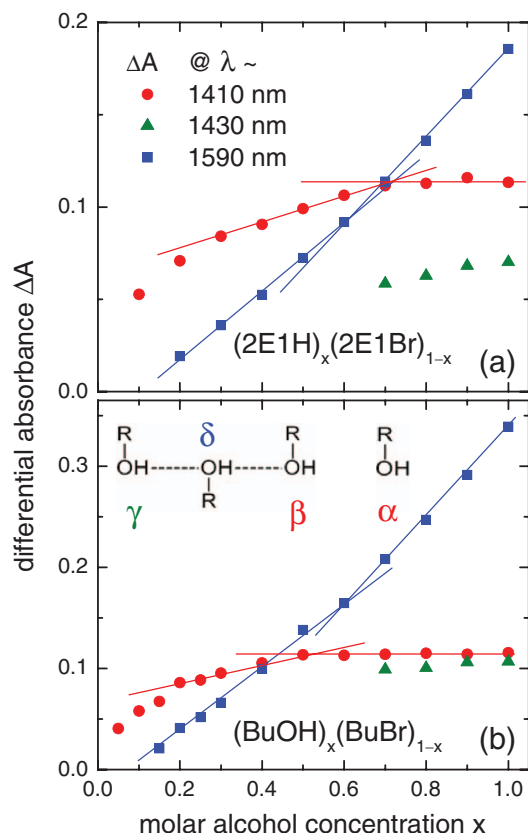 0.2
ΔA @ λ ~
1410 nm
1430 nm
1590 nm
0.1
(2E1H)x(2E1Br)1−x (a)
0.0
differential absorbance ΔA
R δ R R
OH OH OH OH
R
γ β α
0.3
0.2
0.1
(BuOH)x(BuBr)1−x (b)
0.0
0.0 0.2 0.4 0.6 0.8 1.0
molar alcohol concentration x